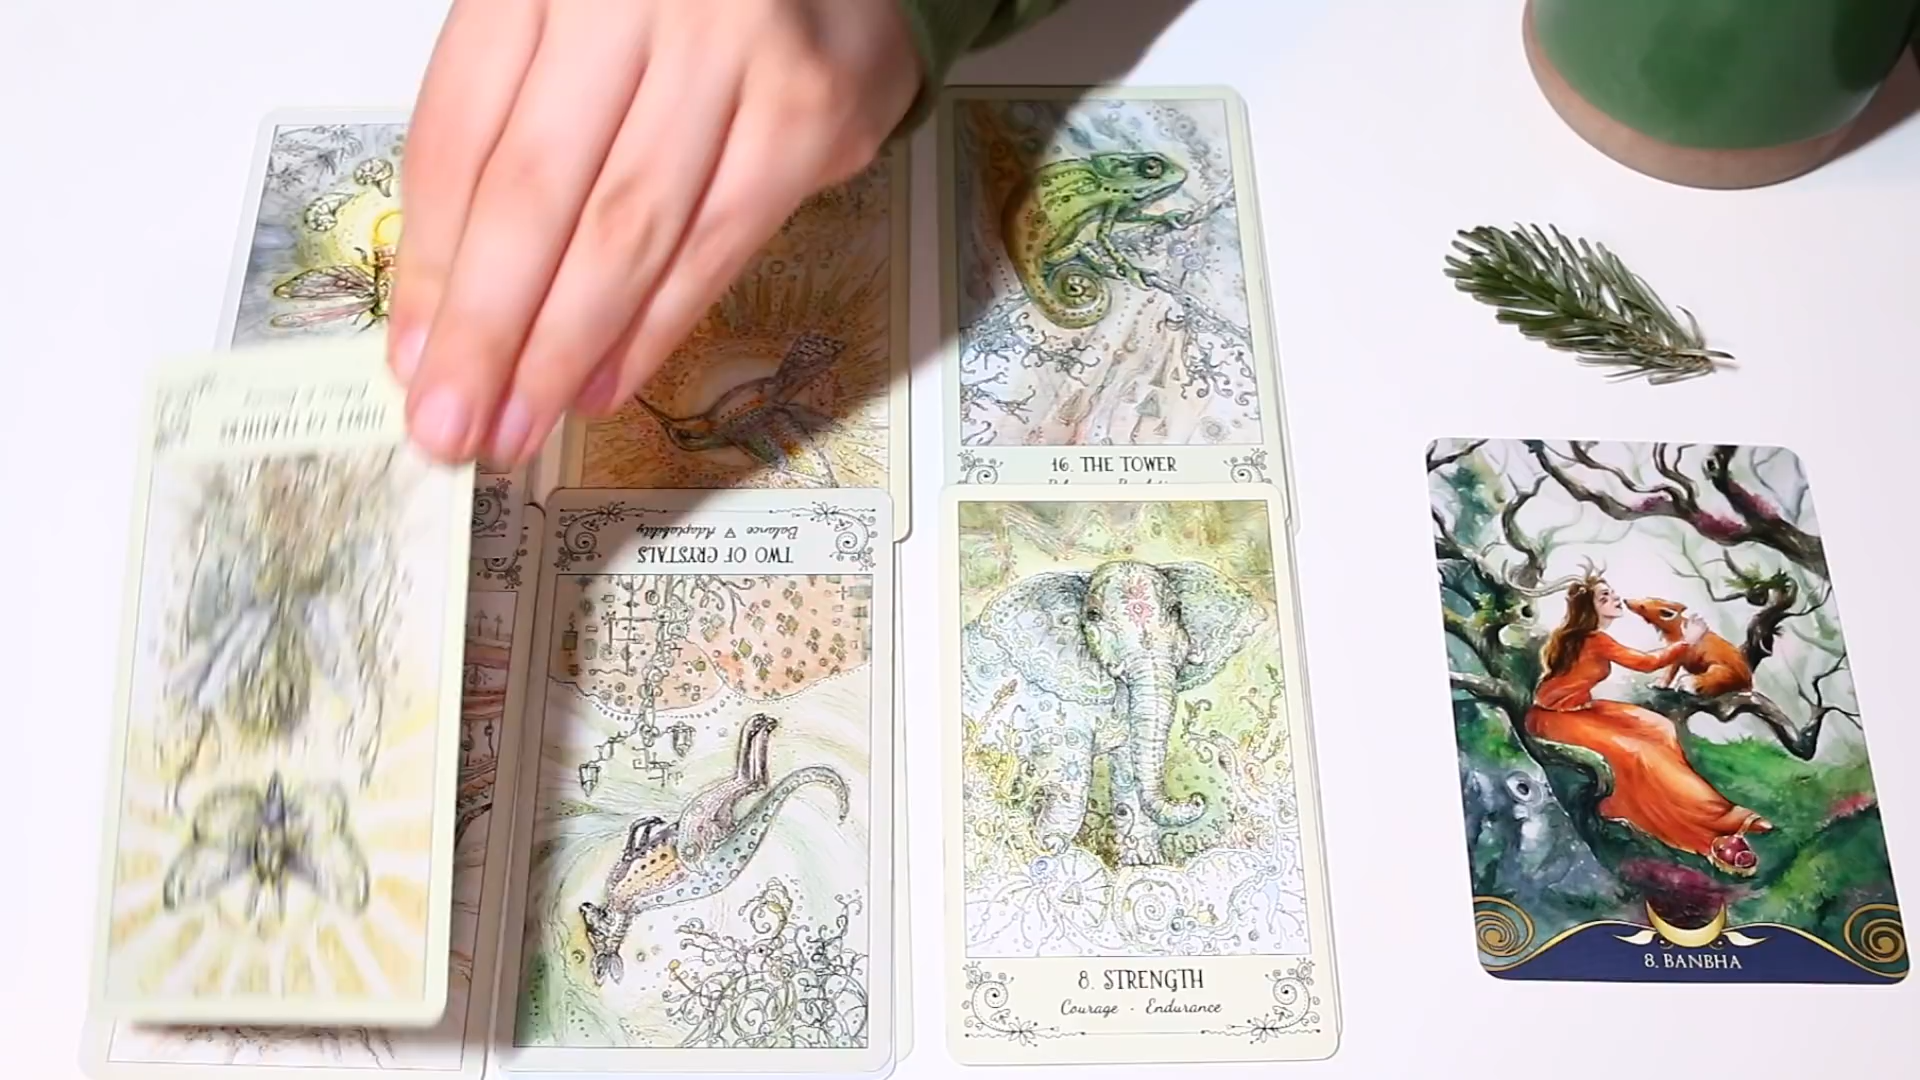 16. THE TOWER
TWO OF CRYSTALS
Balance ▽ Adaptability
8. STRENGTH
Courage - Endurance
8. BANBHA